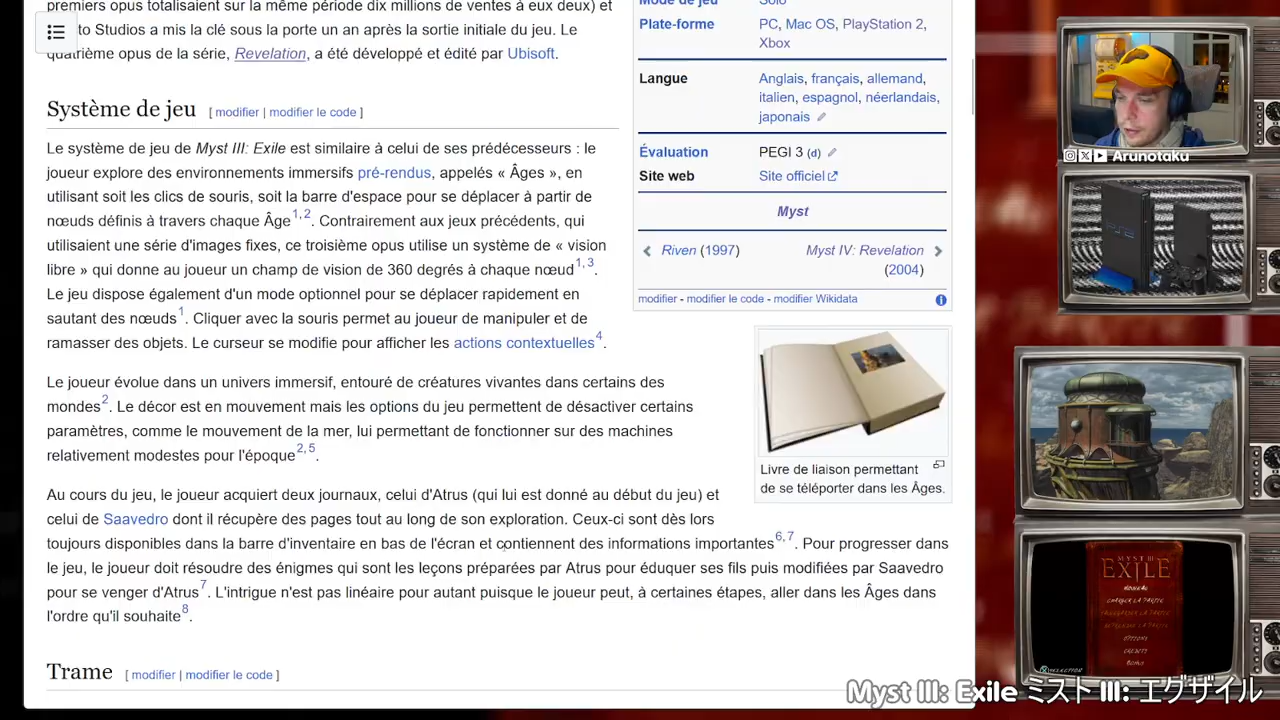 premiers opus totalisaient sur la même période dix millions de ventes à eux deux) et
to Studios a mis la clé sous la porte un an après la sortie initiale du jeu. Le
quatrième opus de la série, Revelation, a été développé et édité par Ubisoft.
Système de jeu [ modifier | modifier le code ]
Le système de jeu de Myst III: Exile est similaire à celui de ses prédécesseurs : le
joueur explore des environnements immersifs pré-rendus, appelés « Âges », en
utilisant soit les clics de souris, soit la barre d'espace pour se déplacer à partir de
nœuds définis à travers chaque Âge1,2. Contrairement aux jeux précédents, qui
utilisaient une série d'images fixes, ce troisième opus utilise un système de « vision
libre » qui donne au joueur un champ de vision de 360 degrés à chaque nœud1,3.
Le jeu dispose également d'un mode optionnel pour se déplacer rapidement en
sautant des nœuds1. Cliquer avec la souris permet au joueur de manipuler et de
ramasser des objets. Le curseur se modifie pour afficher les actions contextuelles4.
Le joueur évolue dans un univers immersif, entouré de créatures vivantes dans certains des
mondes2. Le décor est en mouvement mais les options du jeu permettent de désactiver certains
paramètres, comme le mouvement de la mer, lui permettant de fonctionner sur des machines
relativement modestes pour l'époque2,5.
Au cours du jeu, le joueur acquiert deux journaux, celui d'Atrus (qui lui est donné au début du jeu) et
celui de Saavedro dont il récupère des pages tout au long de son exploration. Ceux-ci sont dès lors
toujours disponibles dans la barre d'inventaire en bas de l'écran et contiennent des informations importantes6,7. Pour progresser dans
le jeu, le joueur doit résoudre des énigmes qui sont les leçons préparées par Atrus pour éduquer ses fils puis modifiées par Saavedro
pour se venger d'Atrus7. L'intrigue n'est pas linéaire pour autant puisque le joueur peut, à certaines étapes, aller dans les Âges dans
l'ordre qu'il souhaite8.
Trame [ modifier | modifier le code ]
Mode de jeu Solo
Plate-forme PC, Mac OS, PlayStation 2,
Xbox
Langue Anglais, français, allemand,
italien, espagnol, néerlandais,
japonais
Évaluation PEGI 3 (d)
Site web Site officiel
Myst
Riven (1997) Myst IV: Revelation
(2004)
modifier - modifier le code - modifier Wikidata
Livre de liaison permettant
de se téléporter dans les Âges.
Arunotaku
PS2
MYST III
EXILE
NOUVEAU
CHARGER LA PARTIE
SAUVEGARDER LA PARTIE
REPRENDRE LA PARTIE
OPTIONS
CREDITS
BONUS
Myst III: Exile ミスト III: エグザイル